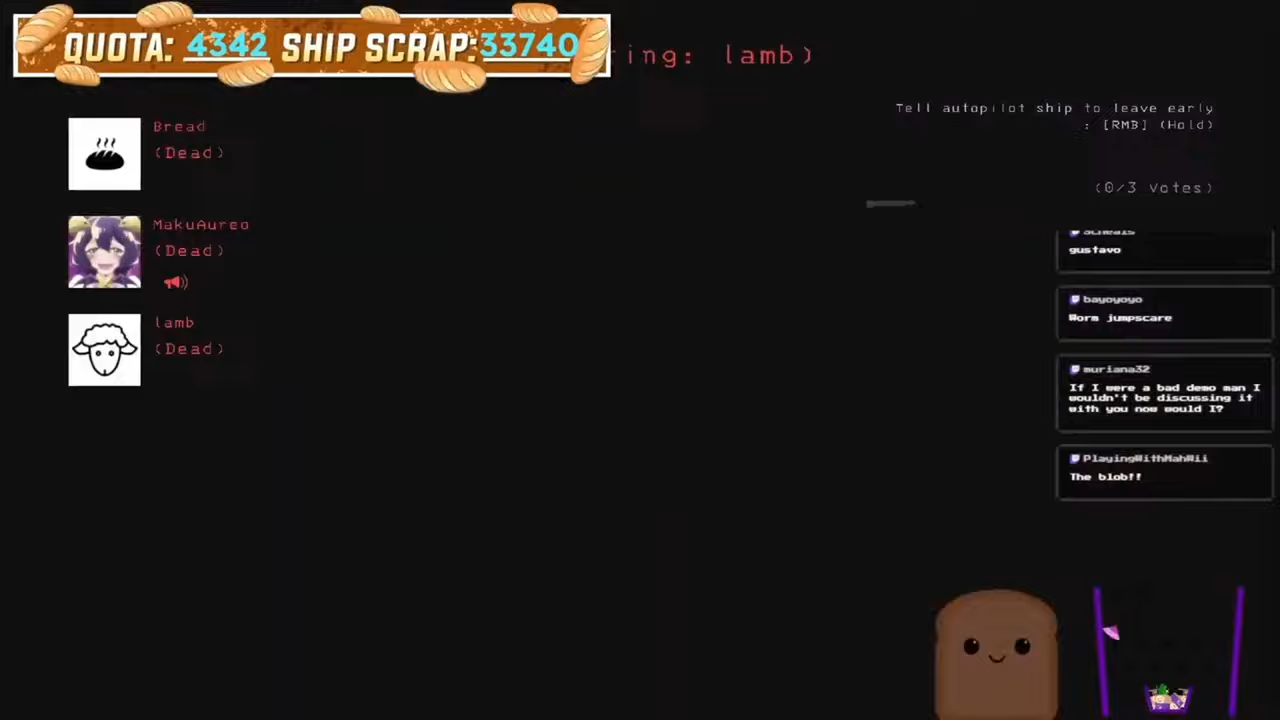 QUOTA: 4342 SHIP SCRAP:33740
ing: lamb)
Tell autopilot ship to leave early
: [RMB] (Hold)
(0/3 Votes)
Bread
(Dead)
MakuAureo
(Dead)
lamb
(Dead)
gustavo
bayoyoyo
Worm jumpscare
muriana32
If I were a bad demo man I
wouldn't be discussing it
with you now would I?
PlayingWithMahWii
The blob!!